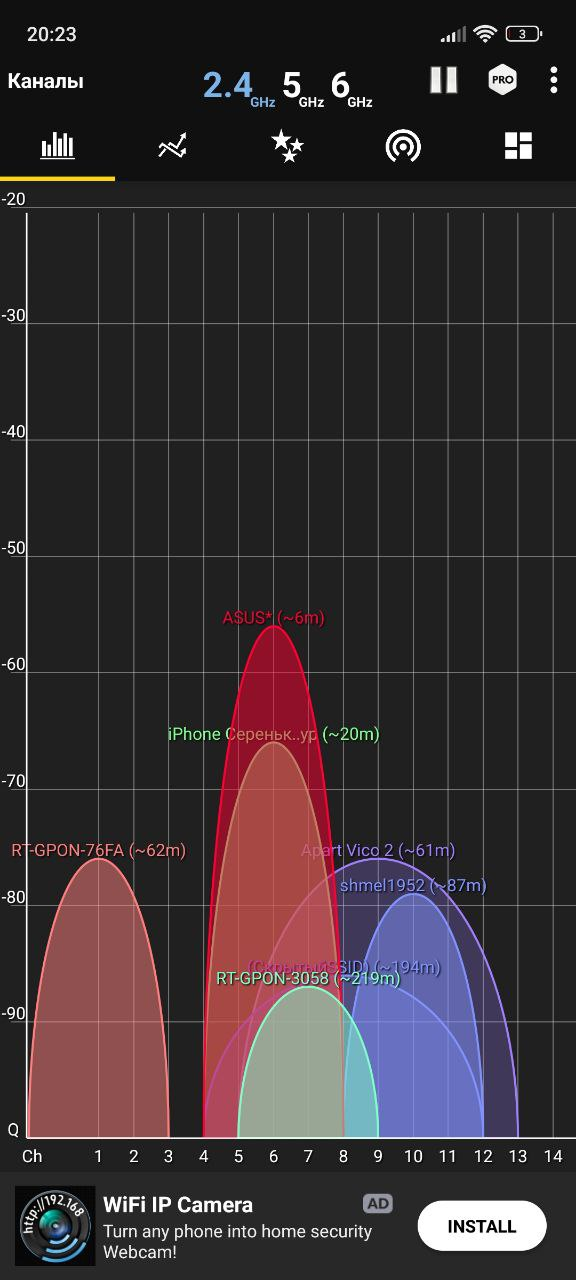 20:23
3
Каналы
2.4 GHz 5 GHz 6 GHz
PRO
-20
-30
-40
-50
ASUS* (~6m)
-60
iPhone Сереньк..ур (~20m)
-70
RT-GPON-76FA (~62m)
Apart Vico 2 (~61m)
shmel1952 (~87m)
-80
(СкрытыйSSID) (~194m)
RT-GPON-3058 (~219m)
-90
Q
Ch 1 2 3 4 5 6 7 8 9 10 11 12 13 14
http://192.168
WiFi IP Camera
AD
Turn any phone into home security
Webcam!
INSTALL